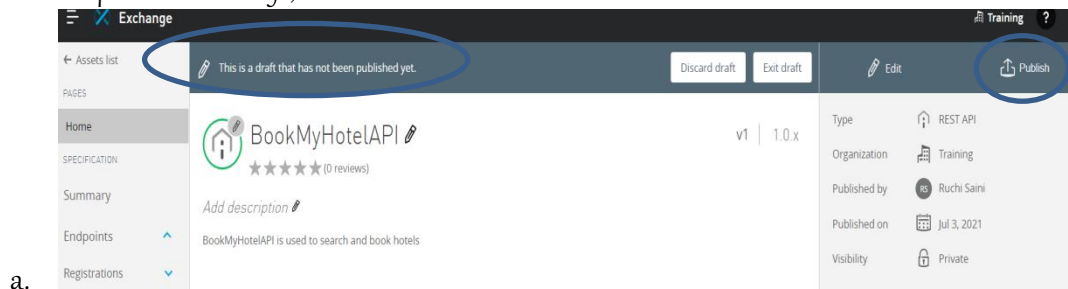 Exchange
Training ?
← Assets list
This is a draft that has not been published yet.
Discard draft
Exit draft
Edit
Publish
PAGES
Home
BookMyHotelAPI
v1 | 1.0.x
(0 reviews)
Type
REST API
SPECIFICATION
Organization
Training
Summary
Published by
RS Ruchi Saini
Add description
Published on
Jul 3, 2021
Endpoints
BookMyHotelAPI is used to search and book hotels
Visibility
Private
Registrations
a.